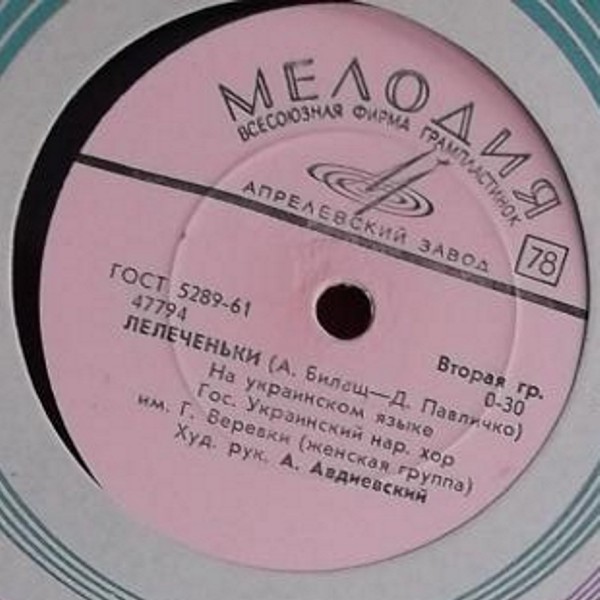 МЕЛОДИЯ
ВСЕСОЮЗНАЯ ФИРМА ГРАМПЛАСТИНОК
АПРЕЛЕВСКИЙ ЗАВОД
78
ГОСТ 5289-61
Вторая гр.
47794
0-30
ЛЕЛЕЧЕНЬКИ (А. Билаш—Д. Павличко)
На украинском языке
Гос. Украинский нар. хор
им. Г. Веревки (женская группа)
Худ. рук. А. Авдиевский